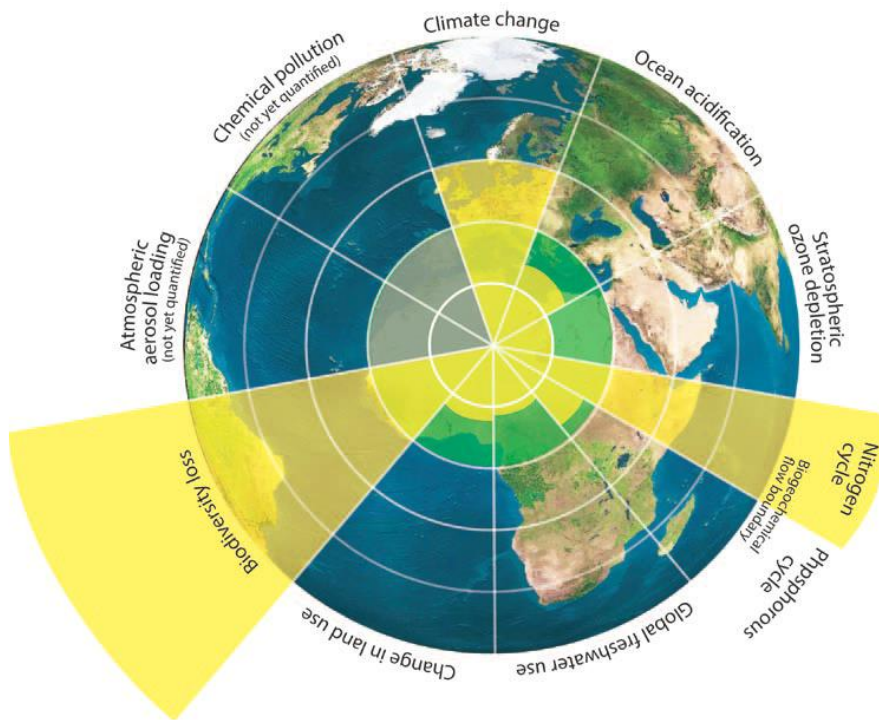 Climate change
Ocean acidification
Stratospheric
ozone depletion
Nitrogen
cycle
Biogeochemical
flow boundary
Phpsphorous
cycle
Global freshwater use
Change in land use
Biodiversity loss
Atmospheric
aerosol loading
(not yet quantified)
Chemical pollution
(not yet quantified)